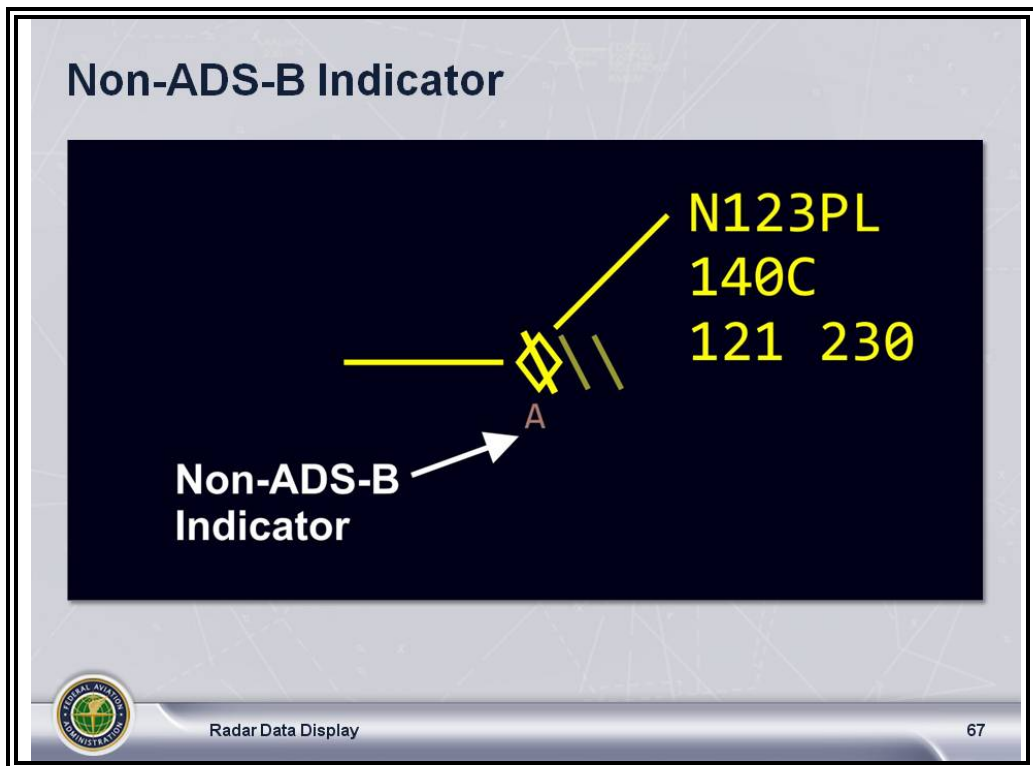 Non-ADS-B Indicator
N123PL
140C
121 230
A
Non-ADS-B
Indicator
FEDERAL AVIATION
ADMINISTRATION
Radar Data Display
67